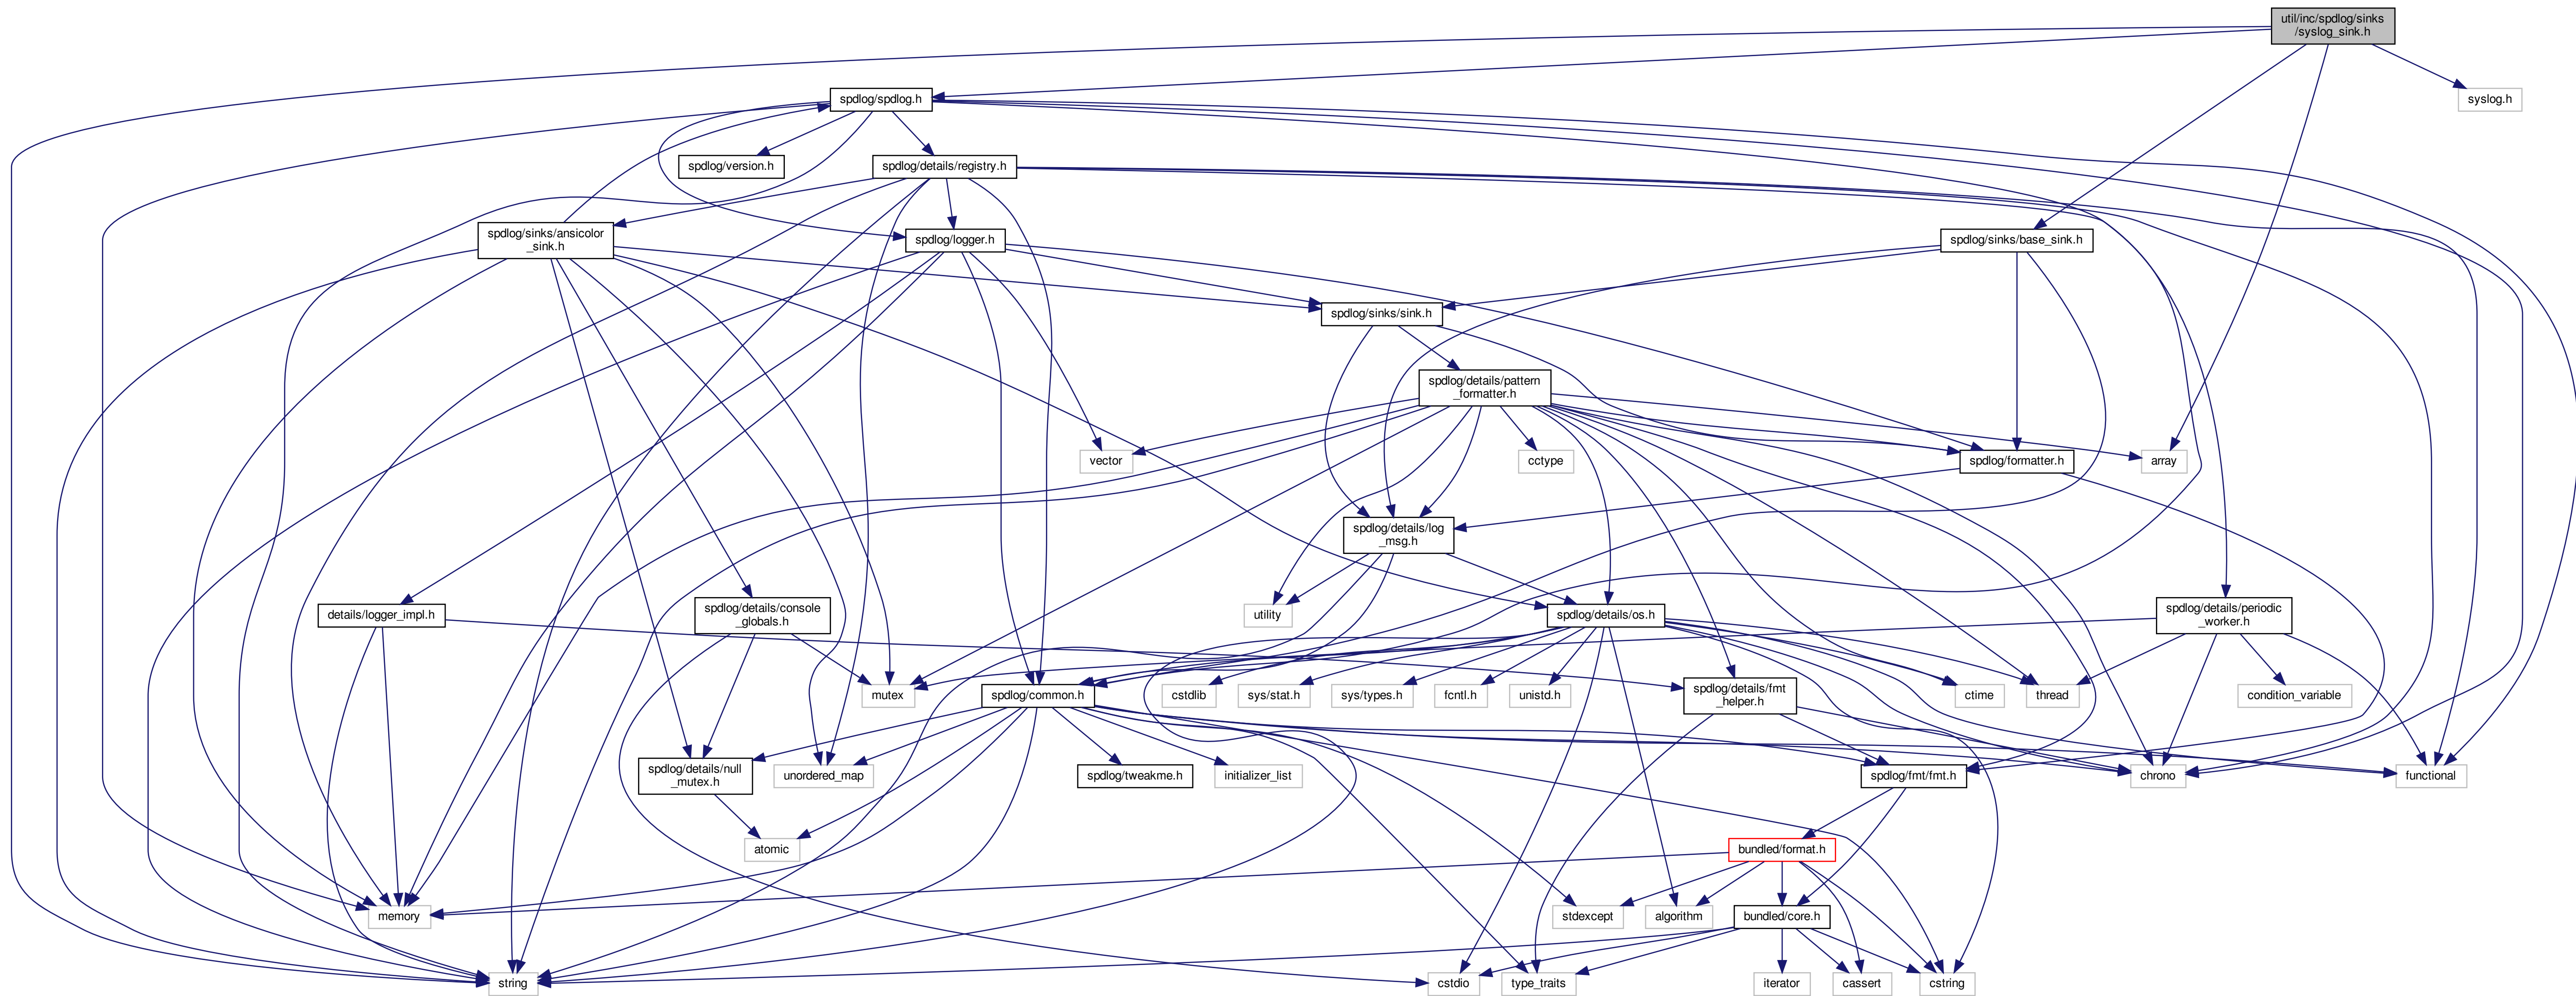 util/inc/spdlog/sinks
/syslog_sink.h
spdlog/spdlog.h
syslog.h
spdlog/version.h
spdlog/details/registry.h
spdlog/sinks/ansicolor
_sink.h
spdlog/logger.h
spdlog/sinks/base_sink.h
spdlog/sinks/sink.h
spdlog/details/pattern
_formatter.h
vector
cctype
spdlog/formatter.h
array
spdlog/details/log
_msg.h
details/logger_impl.h
spdlog/details/console
_globals.h
utility
spdlog/details/os.h
spdlog/details/periodic
_worker.h
mutex
spdlog/common.h
cstdlib
sys/stat.h
sys/types.h
fcntl.h
unistd.h
spdlog/details/fmt
_helper.h
ctime
thread
condition_variable
spdlog/details/null
_mutex.h
unordered_map
spdlog/tweakme.h
initializer_list
spdlog/fmt/fmt.h
chrono
functional
atomic
bundled/format.h
memory
stdexcept
algorithm
bundled/core.h
string
cstdio
type_traits
iterator
cassert
cstring